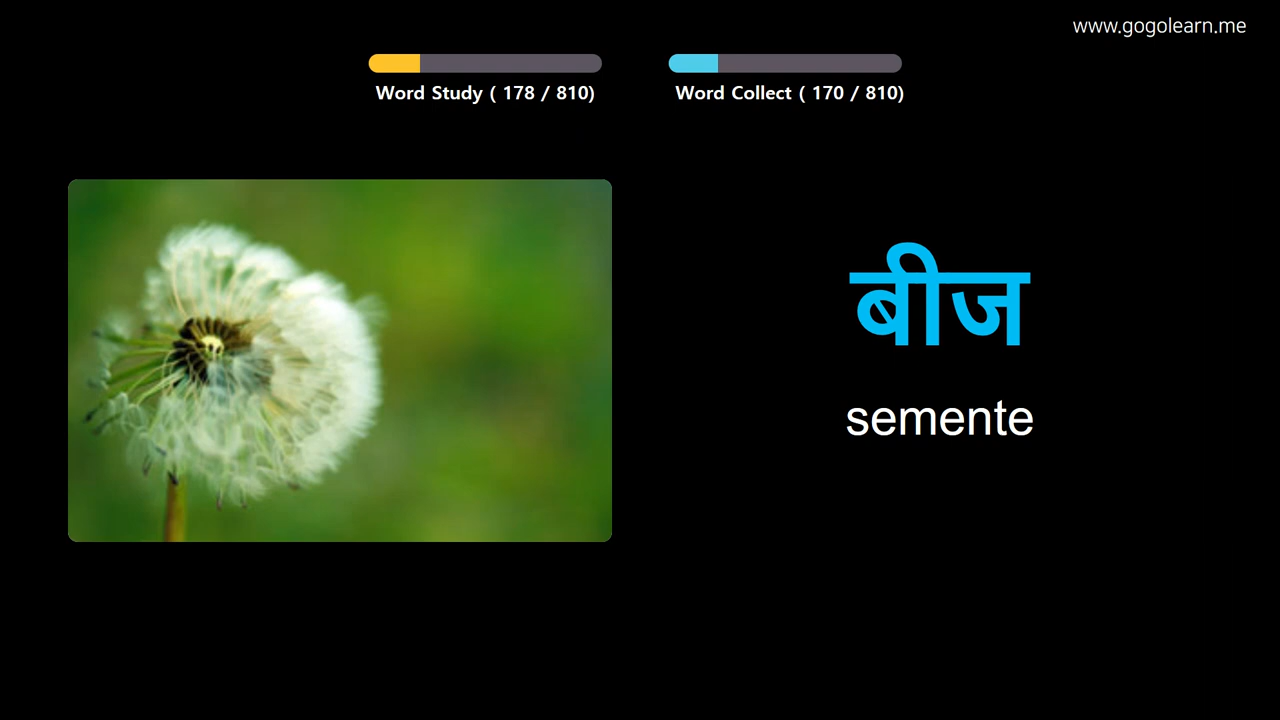 www.gogolearn.me
Word Study ( 178 / 810)
Word Collect ( 170 / 810)
बीज
semente